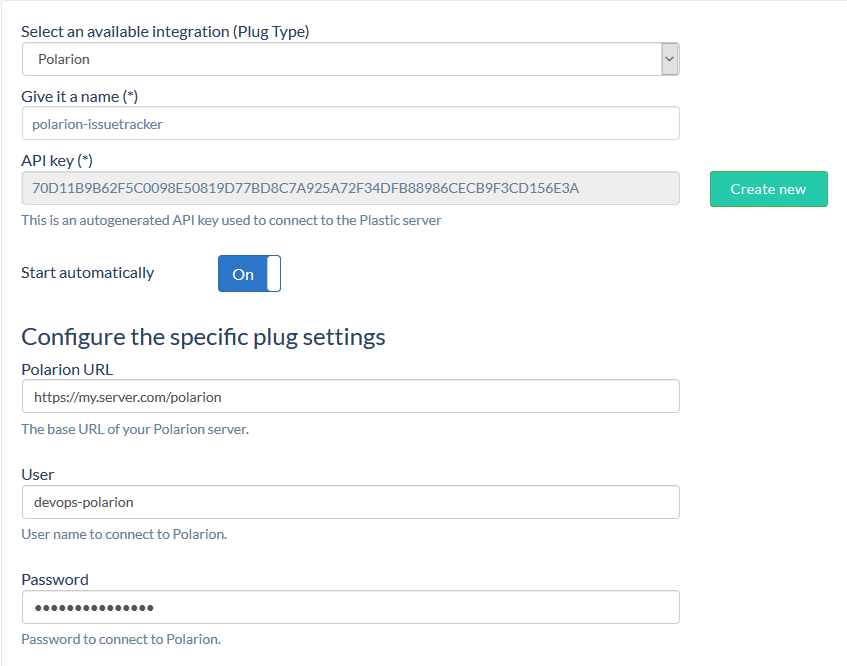 Select an available integration (Plug Type)
Polarion
Give it a name (*)
polarion-issuetracker
API key (*)
70D11B9B62F5C0098E50819D77BD8C7A925A72F34DFB88986CECB9F3CD156E3A
Create new
This is an autogenerated API key used to connect to the Plastic server
Start automatically
On
Configure the specific plug settings
Polarion URL
https://my.server.com/polarion
The base URL of your Polarion server.
User
devops-polarion
User name to connect to Polarion.
Password
•••••••••••••••
Password to connect to Polarion.